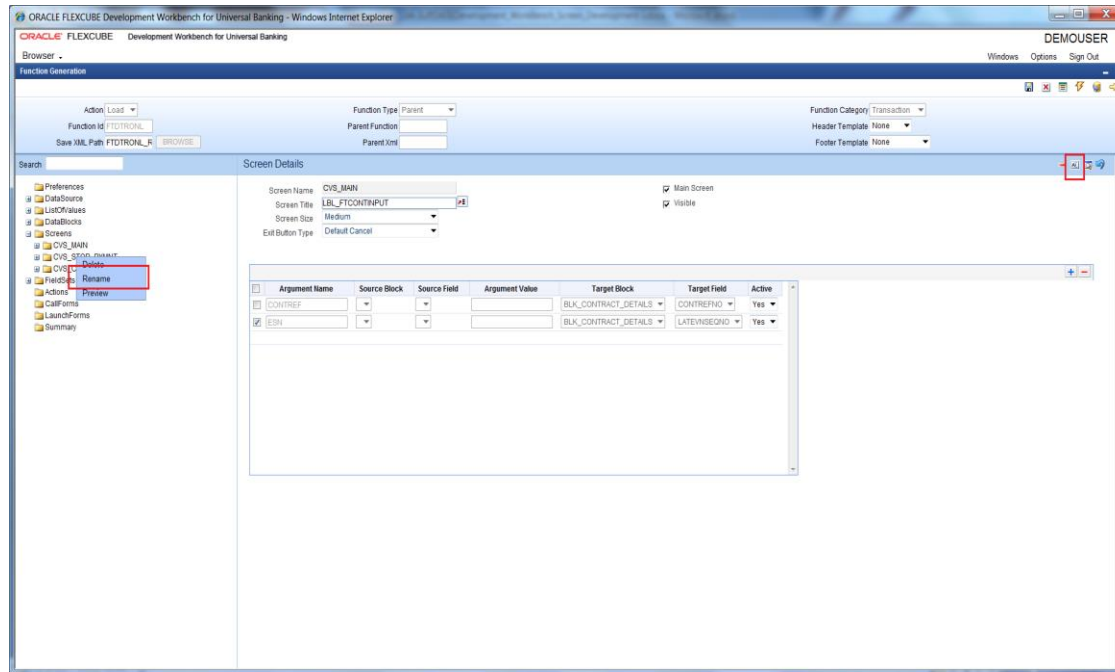 ORACLE FLEXCUBE Development Workbench for Universal Banking - Windows Internet Explorer
ORACLE FLEXCUBE Development Workbench for Universal Banking DEMOUSER
Browser Windows Options Sign Out
Function Generation
Action Load Function Type Parent Function Category Transaction
Function Id FTDTRONL Parent Function Header Template None
Save XML Path FTDTRONL_R BROWSE Parent Xml Footer Template None
Search Screen Details
Preferences
DataSource
ListOfValues
DataBlocks
Screens
CVS_MAIN
CVS_STOP_PYMNT
CVS_C
Delete
Rename
Preview
FieldSets
Actions
CallForms
LaunchForms
Summary
Screen Name CVS_MAIN Main Screen
Screen Title LBL_FTCONTINPUT Visible
Screen Size Medium
Exit Button Type Default Cancel
Argument Name Source Block Source Field Argument Value Target Block Target Field Active
CONTREF BLK_CONTRACT_DETAILS CONTREFNO Yes
ESN BLK_CONTRACT_DETAILS LATEVNSEQNO Yes